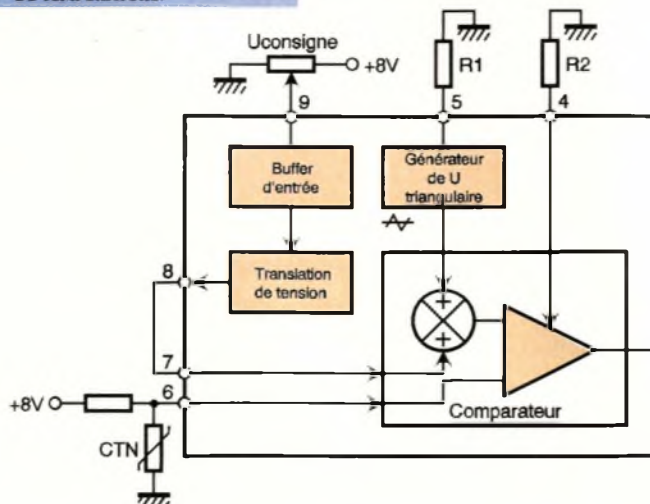 Uconsigne
+8V
R1
R2
9
5
4
Buffer
d'entrée
Générateur
de U
triangulaire
8
Translation
de tension
+
+
7
6
+8V
Comparateur
CTN